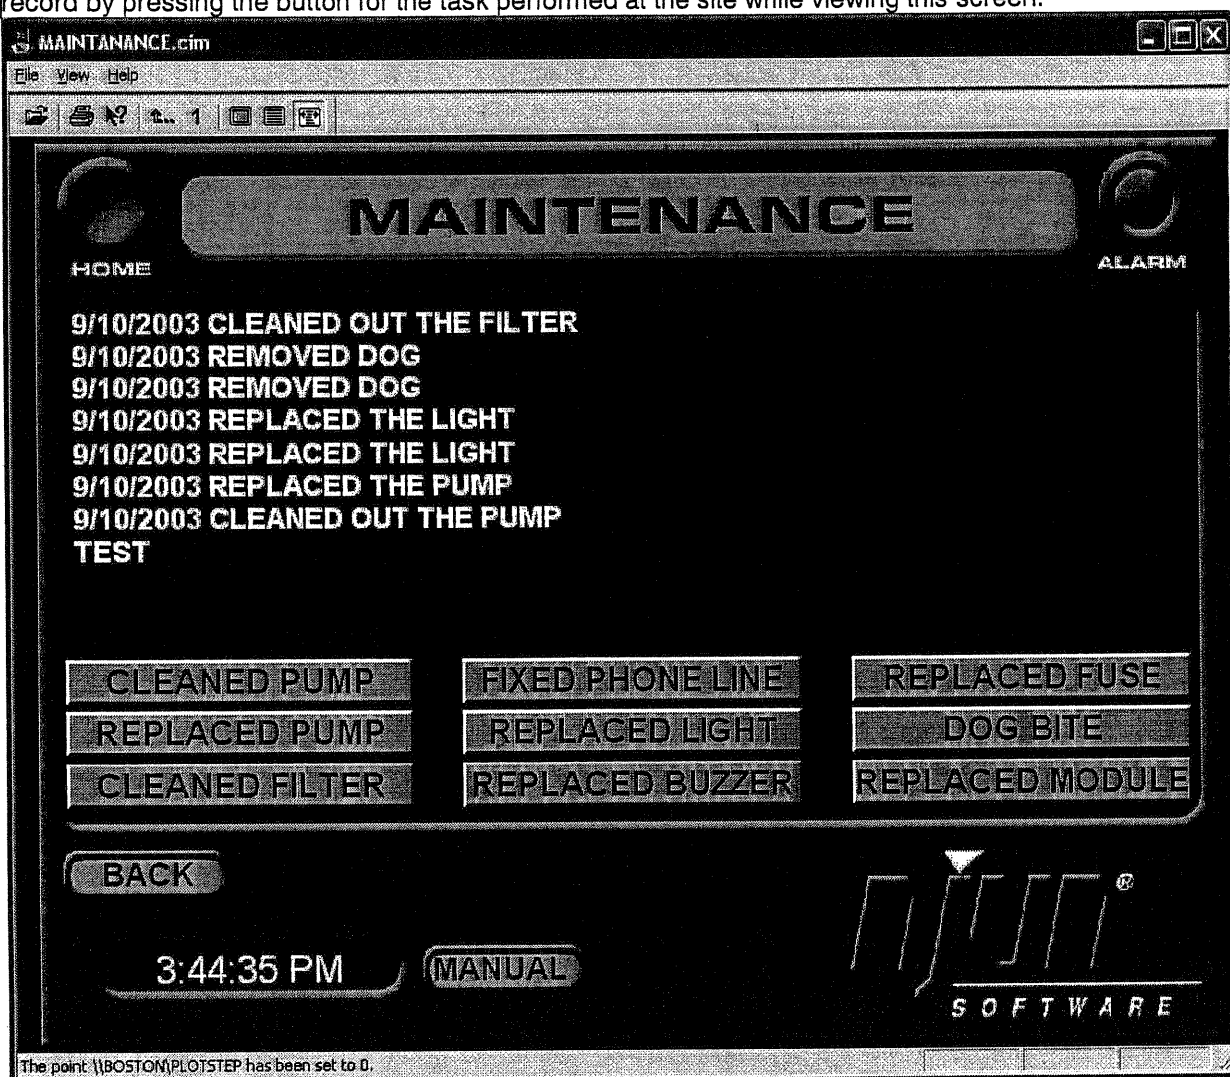 record by pressing the button for the task performed at the site while viewing this screen.
MAINTANANCE.cim
File View Help
1
MAINTENANCE
HOME
ALARM
9/10/2003 CLEANED OUT THE FILTER
9/10/2003 REMOVED DOG
9/10/2003 REMOVED DOG
9/10/2003 REPLACED THE LIGHT
9/10/2003 REPLACED THE LIGHT
9/10/2003 REPLACED THE PUMP
9/10/2003 CLEANED OUT THE PUMP
TEST
CLEANED PUMP FIXED PHONE LINE REPLACED FUSE
REPLACED PUMP REPLACED LIGHT DOG BITE
CLEANED FILTER REPLACED BUZZER REPLACED MODULE
BACK
3:44:35 PM MANUAL
SOFTWARE
The point \\BOSTON\PLOTSTEP has been set to 0.